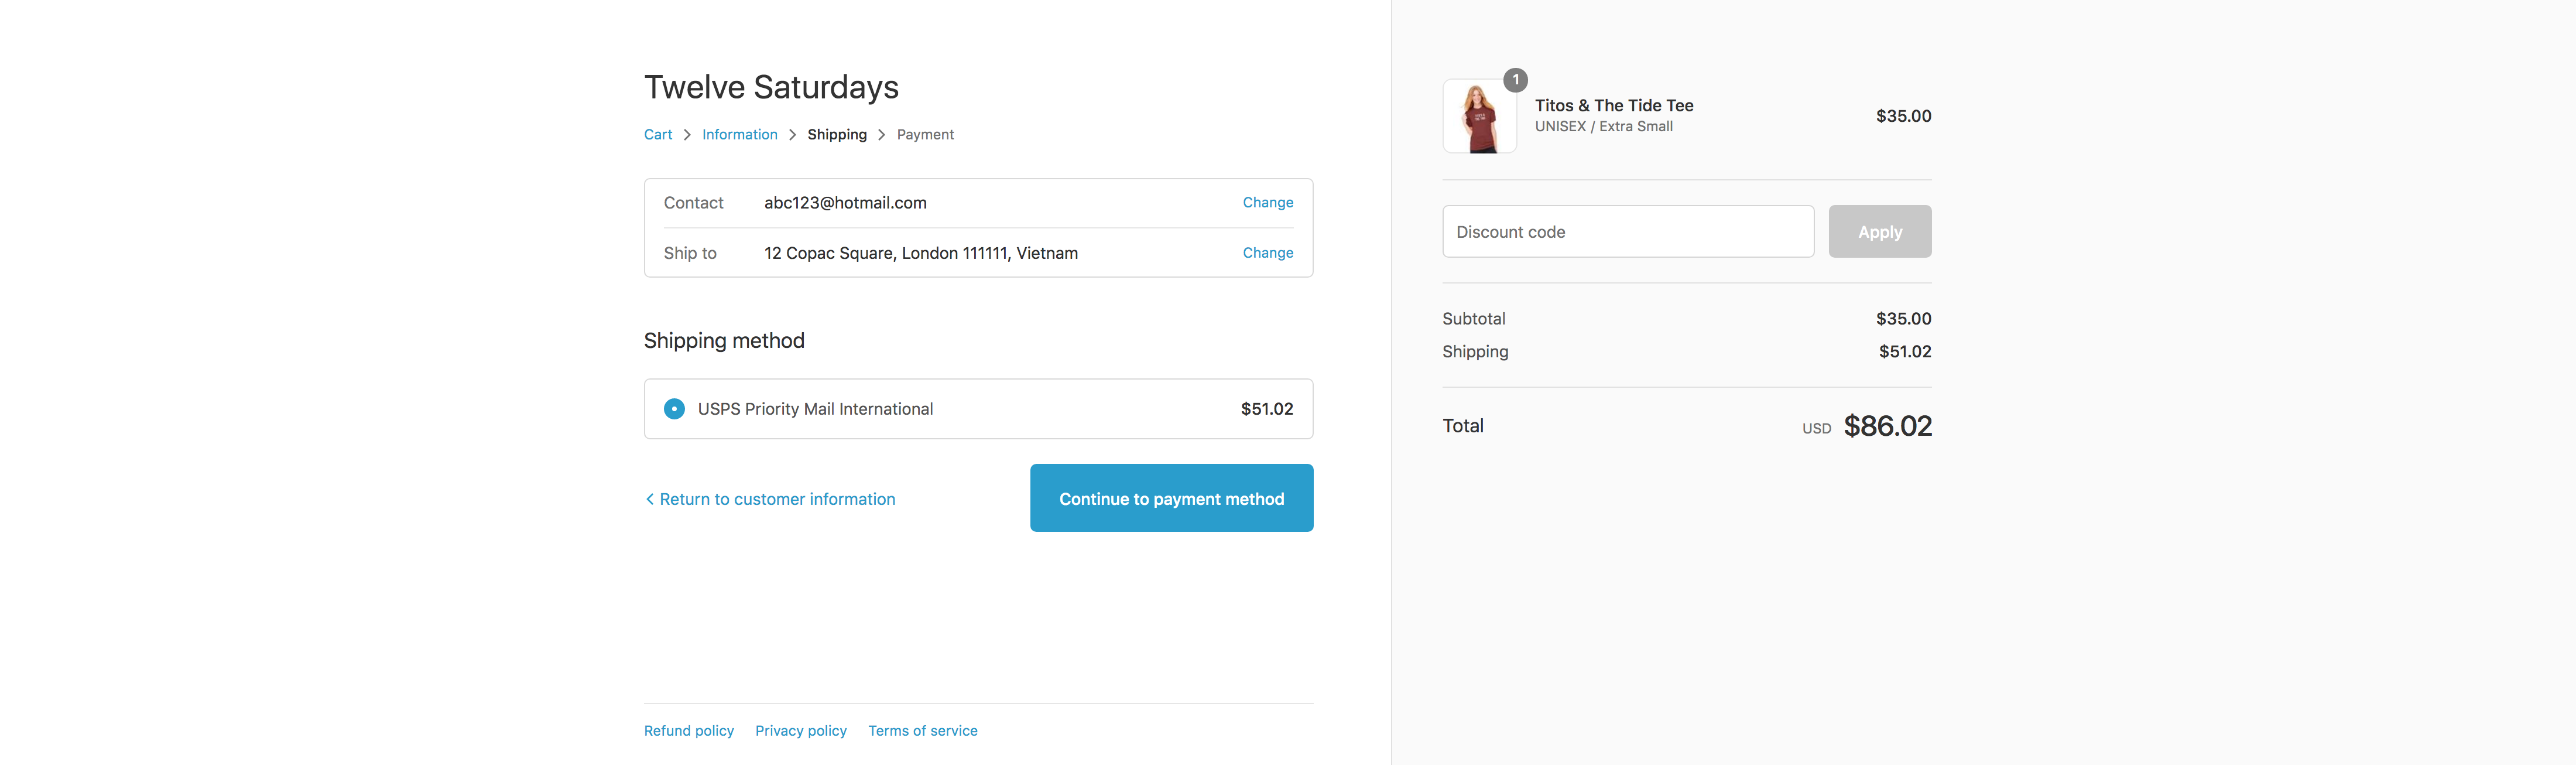 Twelve Saturdays
Cart > Information > Shipping > Payment
Contact abc123@hotmail.com Change
Ship to 12 Copac Square, London 111111, Vietnam Change
Shipping method
USPS Priority Mail International $51.02
< Return to customer information Continue to payment method
Refund policy Privacy policy Terms of service
1
Titos & The Tide Tee $35.00
UNISEX / Extra Small
Discount code Apply
Subtotal $35.00
Shipping $51.02
Total USD $86.02